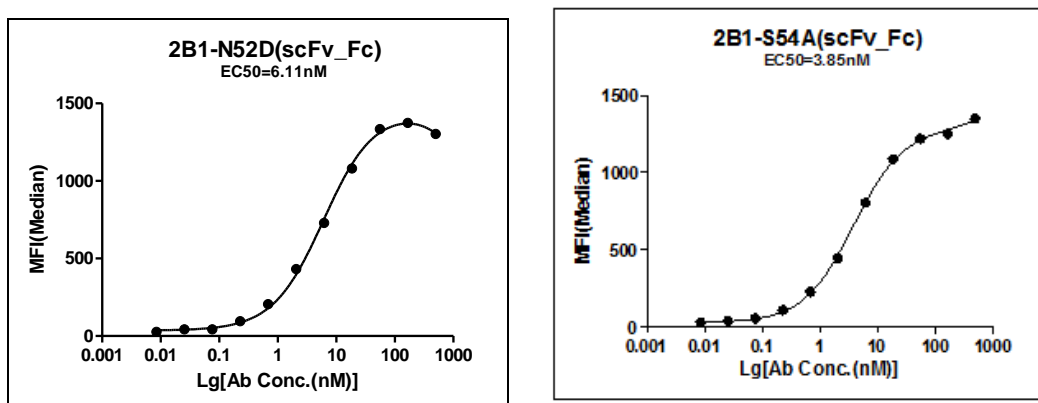 2B1-N52D(scFv_Fc)
EC50=6.11nM
1500
1000
500
0
0.001 0.01 0.1 1 10 100 1000
MFI(Median)
Lg[Ab Conc.(nM)]
2B1-S54A(scFv_Fc)
EC50=3.85nM
1500
1000
500
0
0.001 0.01 0.1 1 10 100 1000
MFI(Median)
Lg[Ab Conc.(nM)]